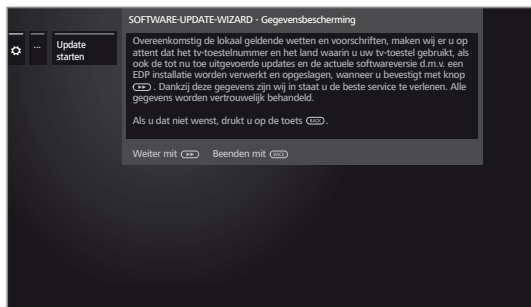 SOFTWARE-UPDATE-WIZARD - Gegevensbescherming
...
Update
starten
Overeenkomstig de lokaal geldende wetten en voorschriften, maken wij er u op
attent dat het tv-toestelnummer en het land waarin u uw tv-toestel gebruikt, als
ook de tot nu toe uitgevoerde updates en de actuele softwareversie d.m.v. een
EDP installatie worden verwerkt en opgeslagen, wanneer u bevestigt met knop
. Dankzij deze gegevens zijn wij in staat u de beste service te verlenen. Alle
gegevens worden vertrouwelijk behandeld.
Als u dat niet wenst, drukt u op de toets BACK.
Weiter mit Beenden mit BACK